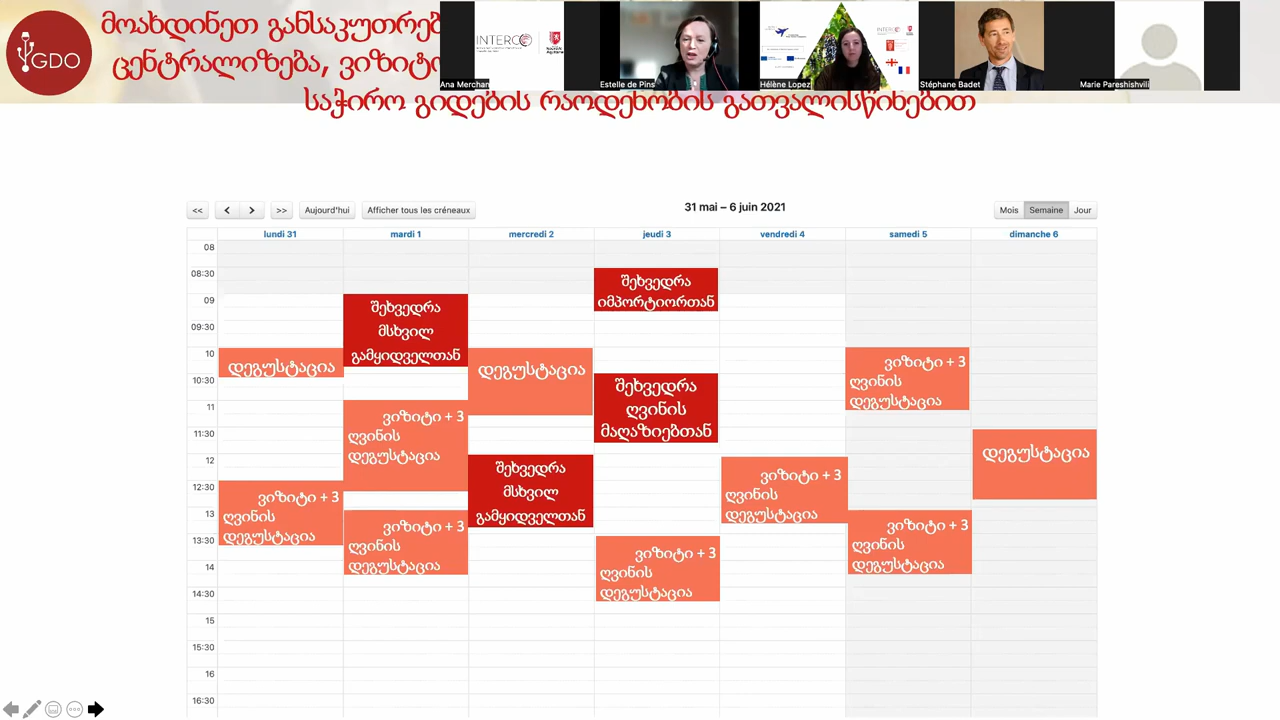 მოახდინეთ განსაკუთრებ
ცენტრალიზება, ვიზიტო
საჭირო გიდების რაოდენობის გათვალისწინებით
GDO
INTERCO
Ana Merchan
Estelle de Pins
Hélène Lopez
Stéphane Badet
Marie Pareshishvili
<< < > >> Aujourd'hui Afficher tous les créneaux
31 mai – 6 juin 2021
Mois Semaine Jour
lundi 31 mardi 1 mercredi 2 jeudi 3 vendredi 4 samedi 5 dimanche 6
08
08:30
09
09:30
10
10:30
11
11:30
12
12:30
13
13:30
14
14:30
15
15:30
16
16:30
დეგუსტაცია
ვიზიტი + 3
ღვინის
დეგუსტაცია
შეხვედრა
მსხვილ
გამყიდველთან
ვიზიტი + 3
ღვინის
დეგუსტაცია
ვიზიტი + 3
ღვინის
დეგუსტაცია
დეგუსტაცია
შეხვედრა
მსხვილ
გამყიდველთან
შეხვედრა
იმპორტიორთან
შეხვედრა
ღვინის
მაღაზიებთან
ვიზიტი + 3
ღვინის
დეგუსტაცია
ვიზიტი + 3
ღვინის
დეგუსტაცია
ვიზიტი + 3
ღვინის
დეგუსტაცია
ვიზიტი + 3
ღვინის
დეგუსტაცია
დეგუსტაცია